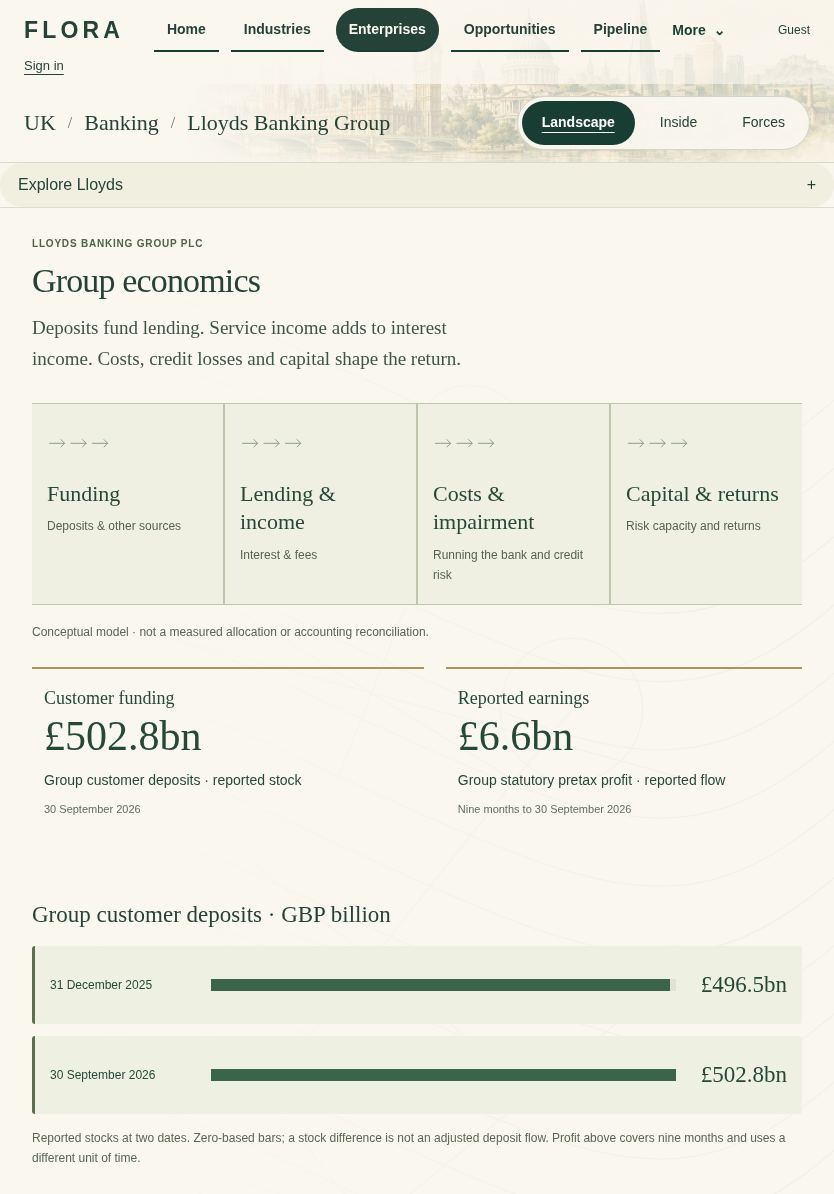 FLORA
Home
Industries
Enterprises
Opportunities
Pipeline
More
Guest
Sign in
UK / Banking / Lloyds Banking Group
Landscape
Inside
Forces
Explore Lloyds
+
LLOYDS BANKING GROUP PLC
Group economics
Deposits fund lending. Service income adds to interest
income. Costs, credit losses and capital shape the return.
→→→
Funding
Deposits & other sources
→→→
Lending &
income
Interest & fees
→→→
Costs &
impairment
Running the bank and credit
risk
→→→
Capital & returns
Risk capacity and returns
Conceptual model · not a measured allocation or accounting reconciliation.
Customer funding
£502.8bn
Group customer deposits · reported stock
30 September 2026
Reported earnings
£6.6bn
Group statutory pretax profit · reported flow
Nine months to 30 September 2026
Group customer deposits · GBP billion
31 December 2025
£496.5bn
30 September 2026
£502.8bn
Reported stocks at two dates. Zero-based bars; a stock difference is not an adjusted deposit flow. Profit above covers nine months and uses a
different unit of time.